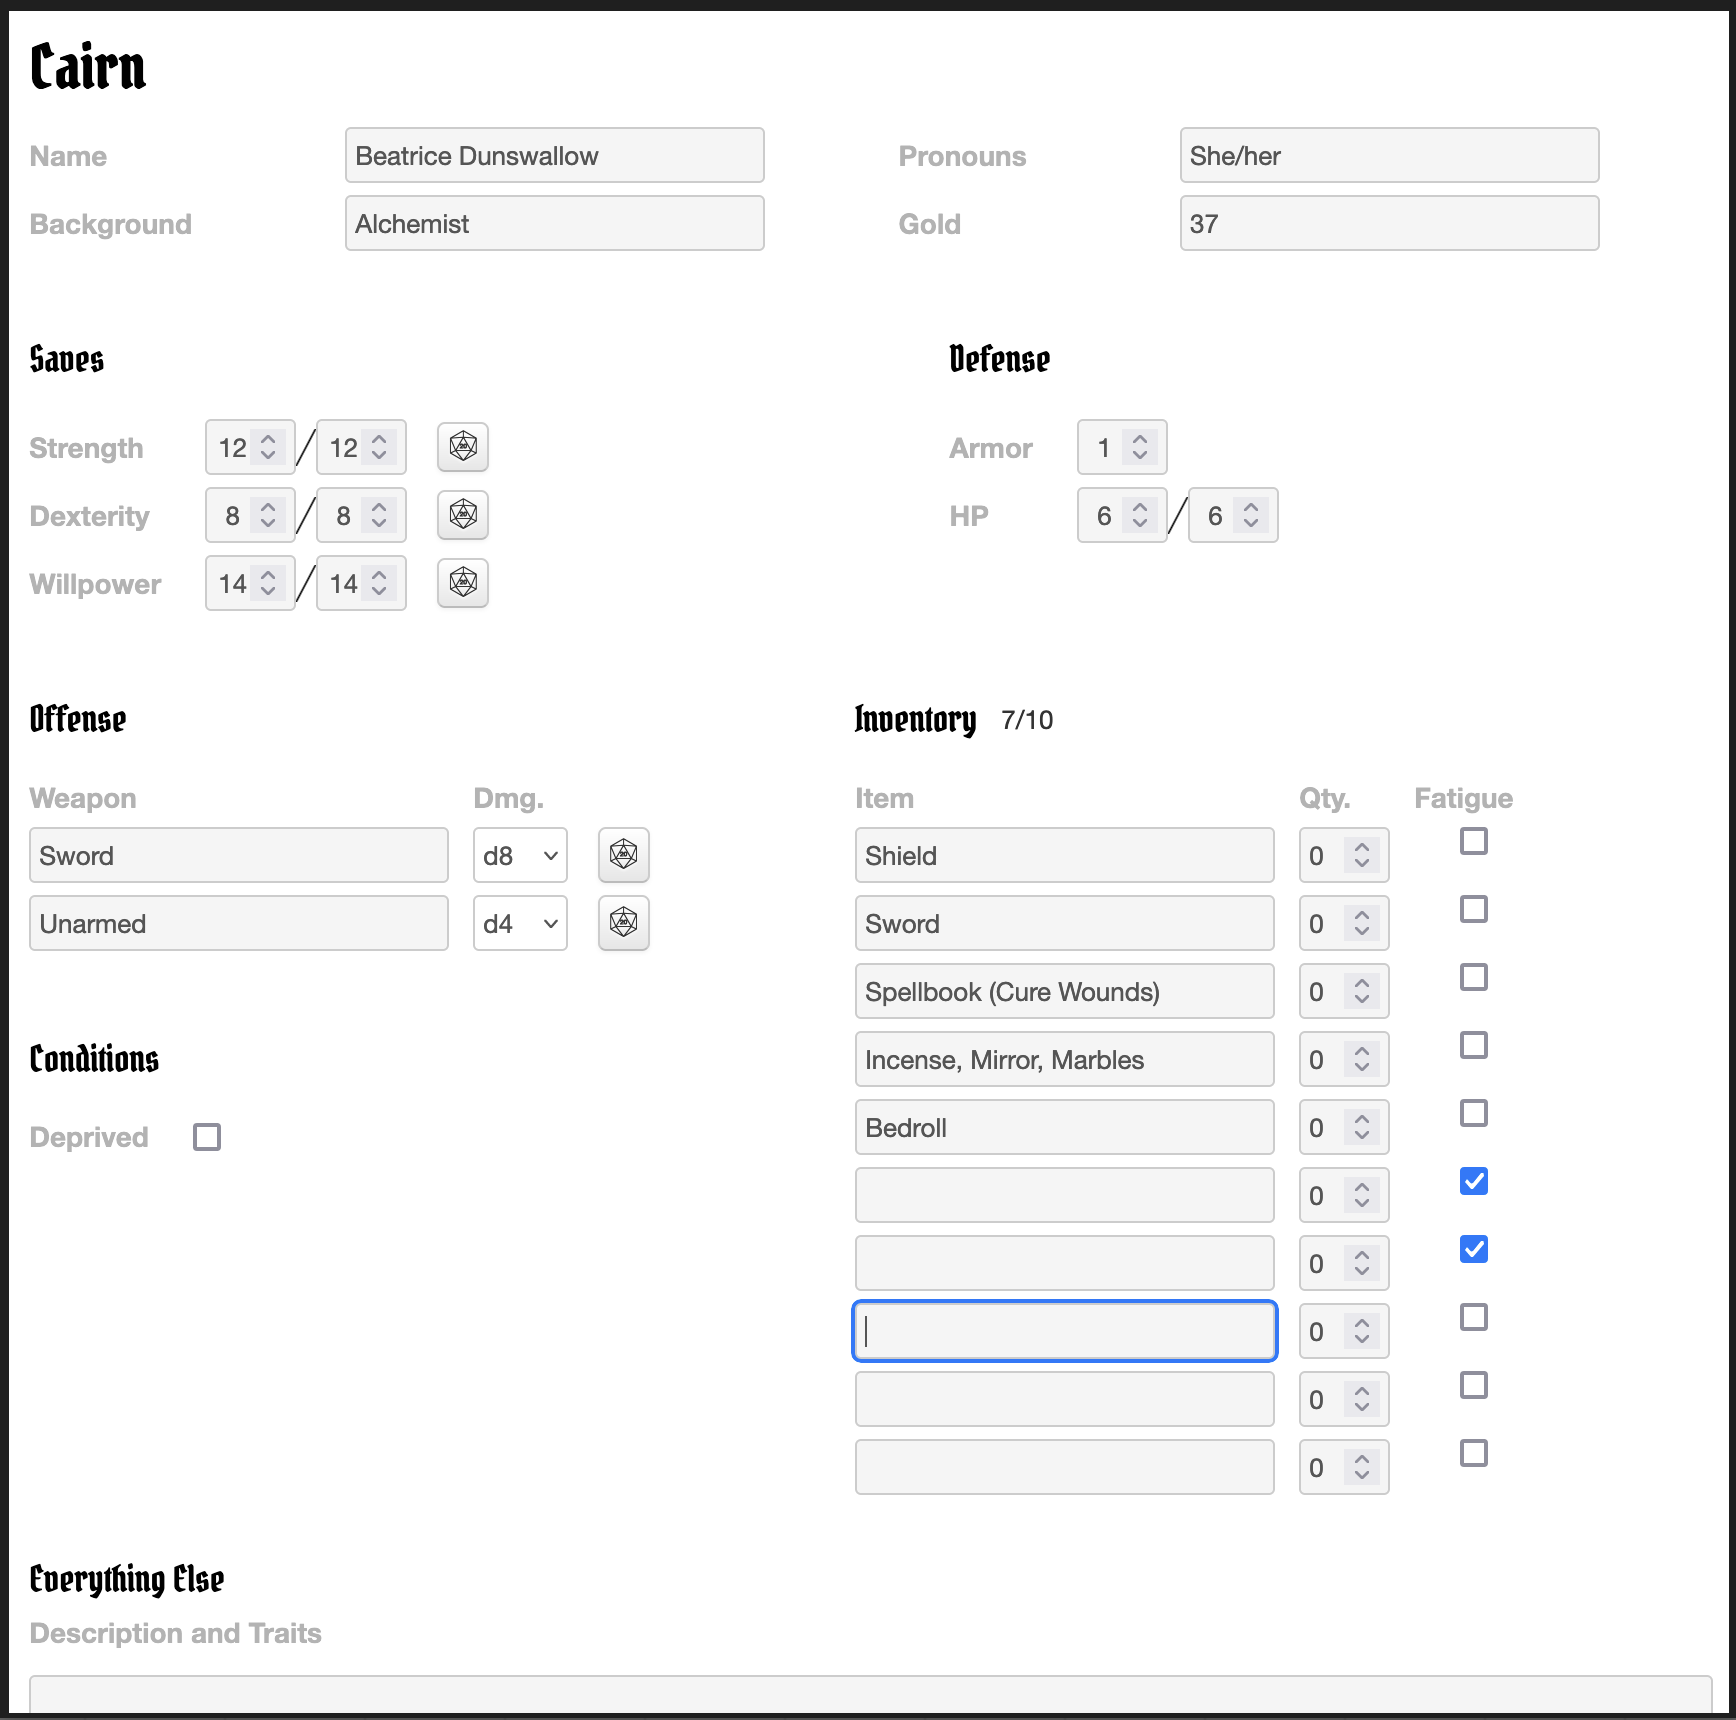 Cairn
Name Beatrice Dunswallow Pronouns She/her
Background Alchemist Gold 37
Saves
Strength 12 / 12
Dexterity 8 / 8
Willpower 14 / 14
Defense
Armor 1
HP 6 / 6
Offense
Weapon Dmg.
Sword d8
Unarmed d4
Conditions
Deprived
Inventory 7/10
Item Qty. Fatigue
Shield 0
Sword 0
Spellbook (Cure Wounds) 0
Incense, Mirror, Marbles 0
Bedroll 0
0
0
0
0
0
Everything Else
Description and Traits